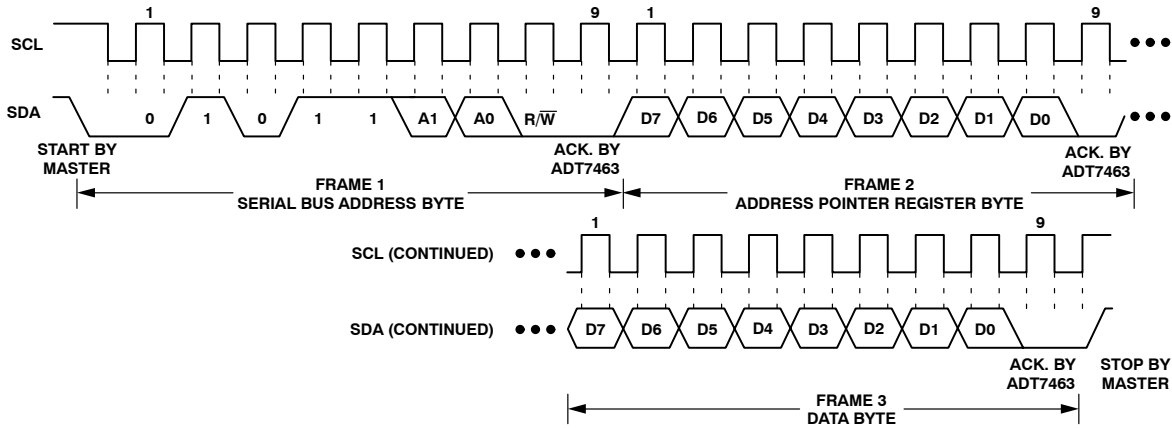 1 9 1 9
SCL
SDA
0 1 0 1 1 A1 A0 R/W̅ D7 D6 D5 D4 D3 D2 D1 D0
START BY
MASTER
ACK. BY
ADT7463
ACK. BY
ADT7463
FRAME 1
SERIAL BUS ADDRESS BYTE
FRAME 2
ADDRESS POINTER REGISTER BYTE
1 9
SCL (CONTINUED)
SDA (CONTINUED)
D7 D6 D5 D4 D3 D2 D1 D0
ACK. BY
ADT7463
STOP BY
MASTER
FRAME 3
DATA BYTE